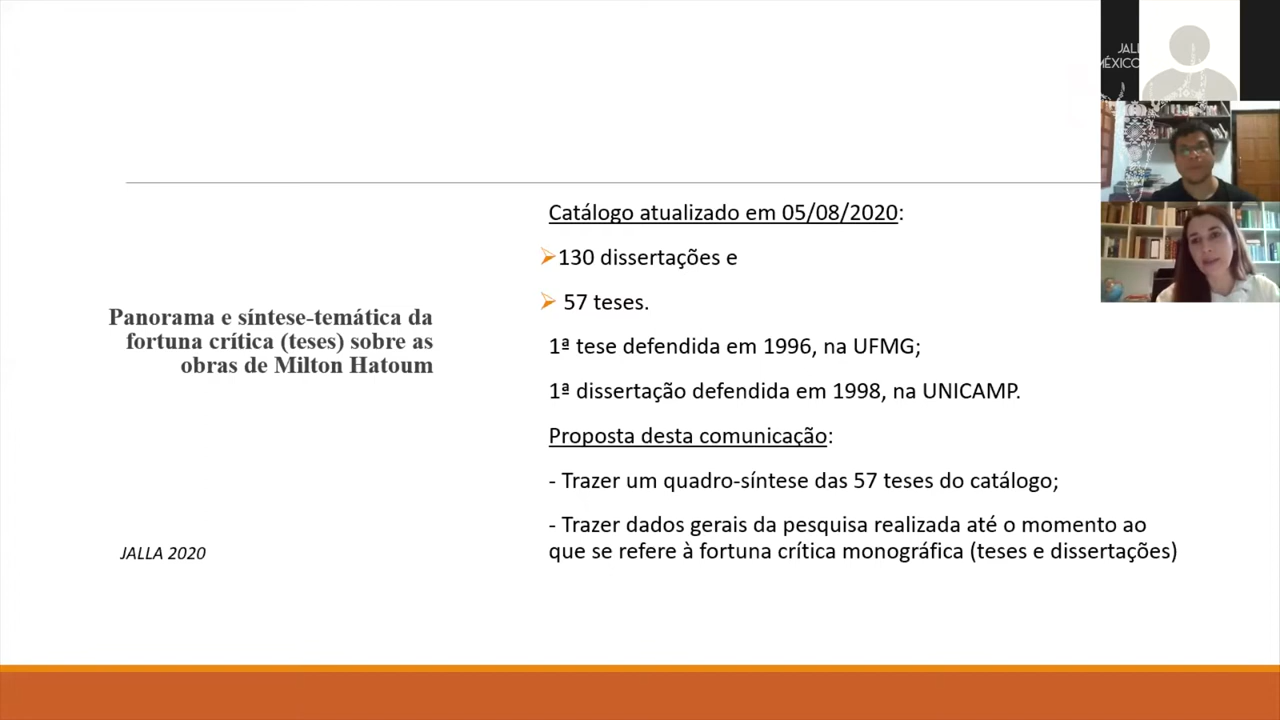 JALL
MÉXICO
Catálogo atualizado em 05/08/2020:
130 dissertações e
57 teses.
Panorama e síntese-temática da
fortuna crítica (teses) sobre as
obras de Milton Hatoum
1ª tese defendida em 1996, na UFMG;
1ª dissertação defendida em 1998, na UNICAMP.
Proposta desta comunicação:
- Trazer um quadro-síntese das 57 teses do catálogo;
- Trazer dados gerais da pesquisa realizada até o momento ao
que se refere à fortuna crítica monográfica (teses e dissertações)
JALLA 2020